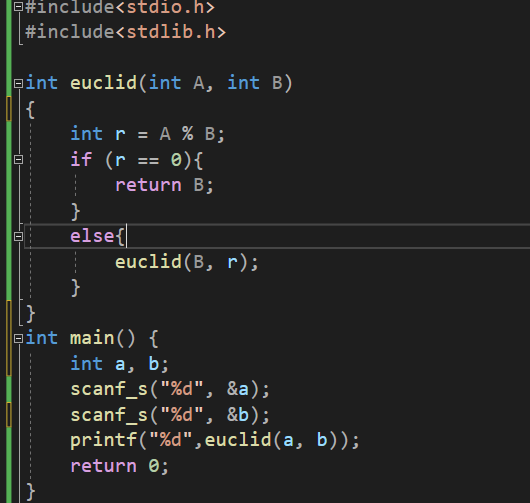 #include<stdio.h>
#include<stdlib.h>
int euclid(int A, int B)
{
int r = A % B;
if (r == 0){
return B;
}
else{
euclid(B, r);
}
}
int main() {
int a, b;
scanf_s("%d", &a);
scanf_s("%d", &b);
printf("%d",euclid(a, b));
return 0;
}